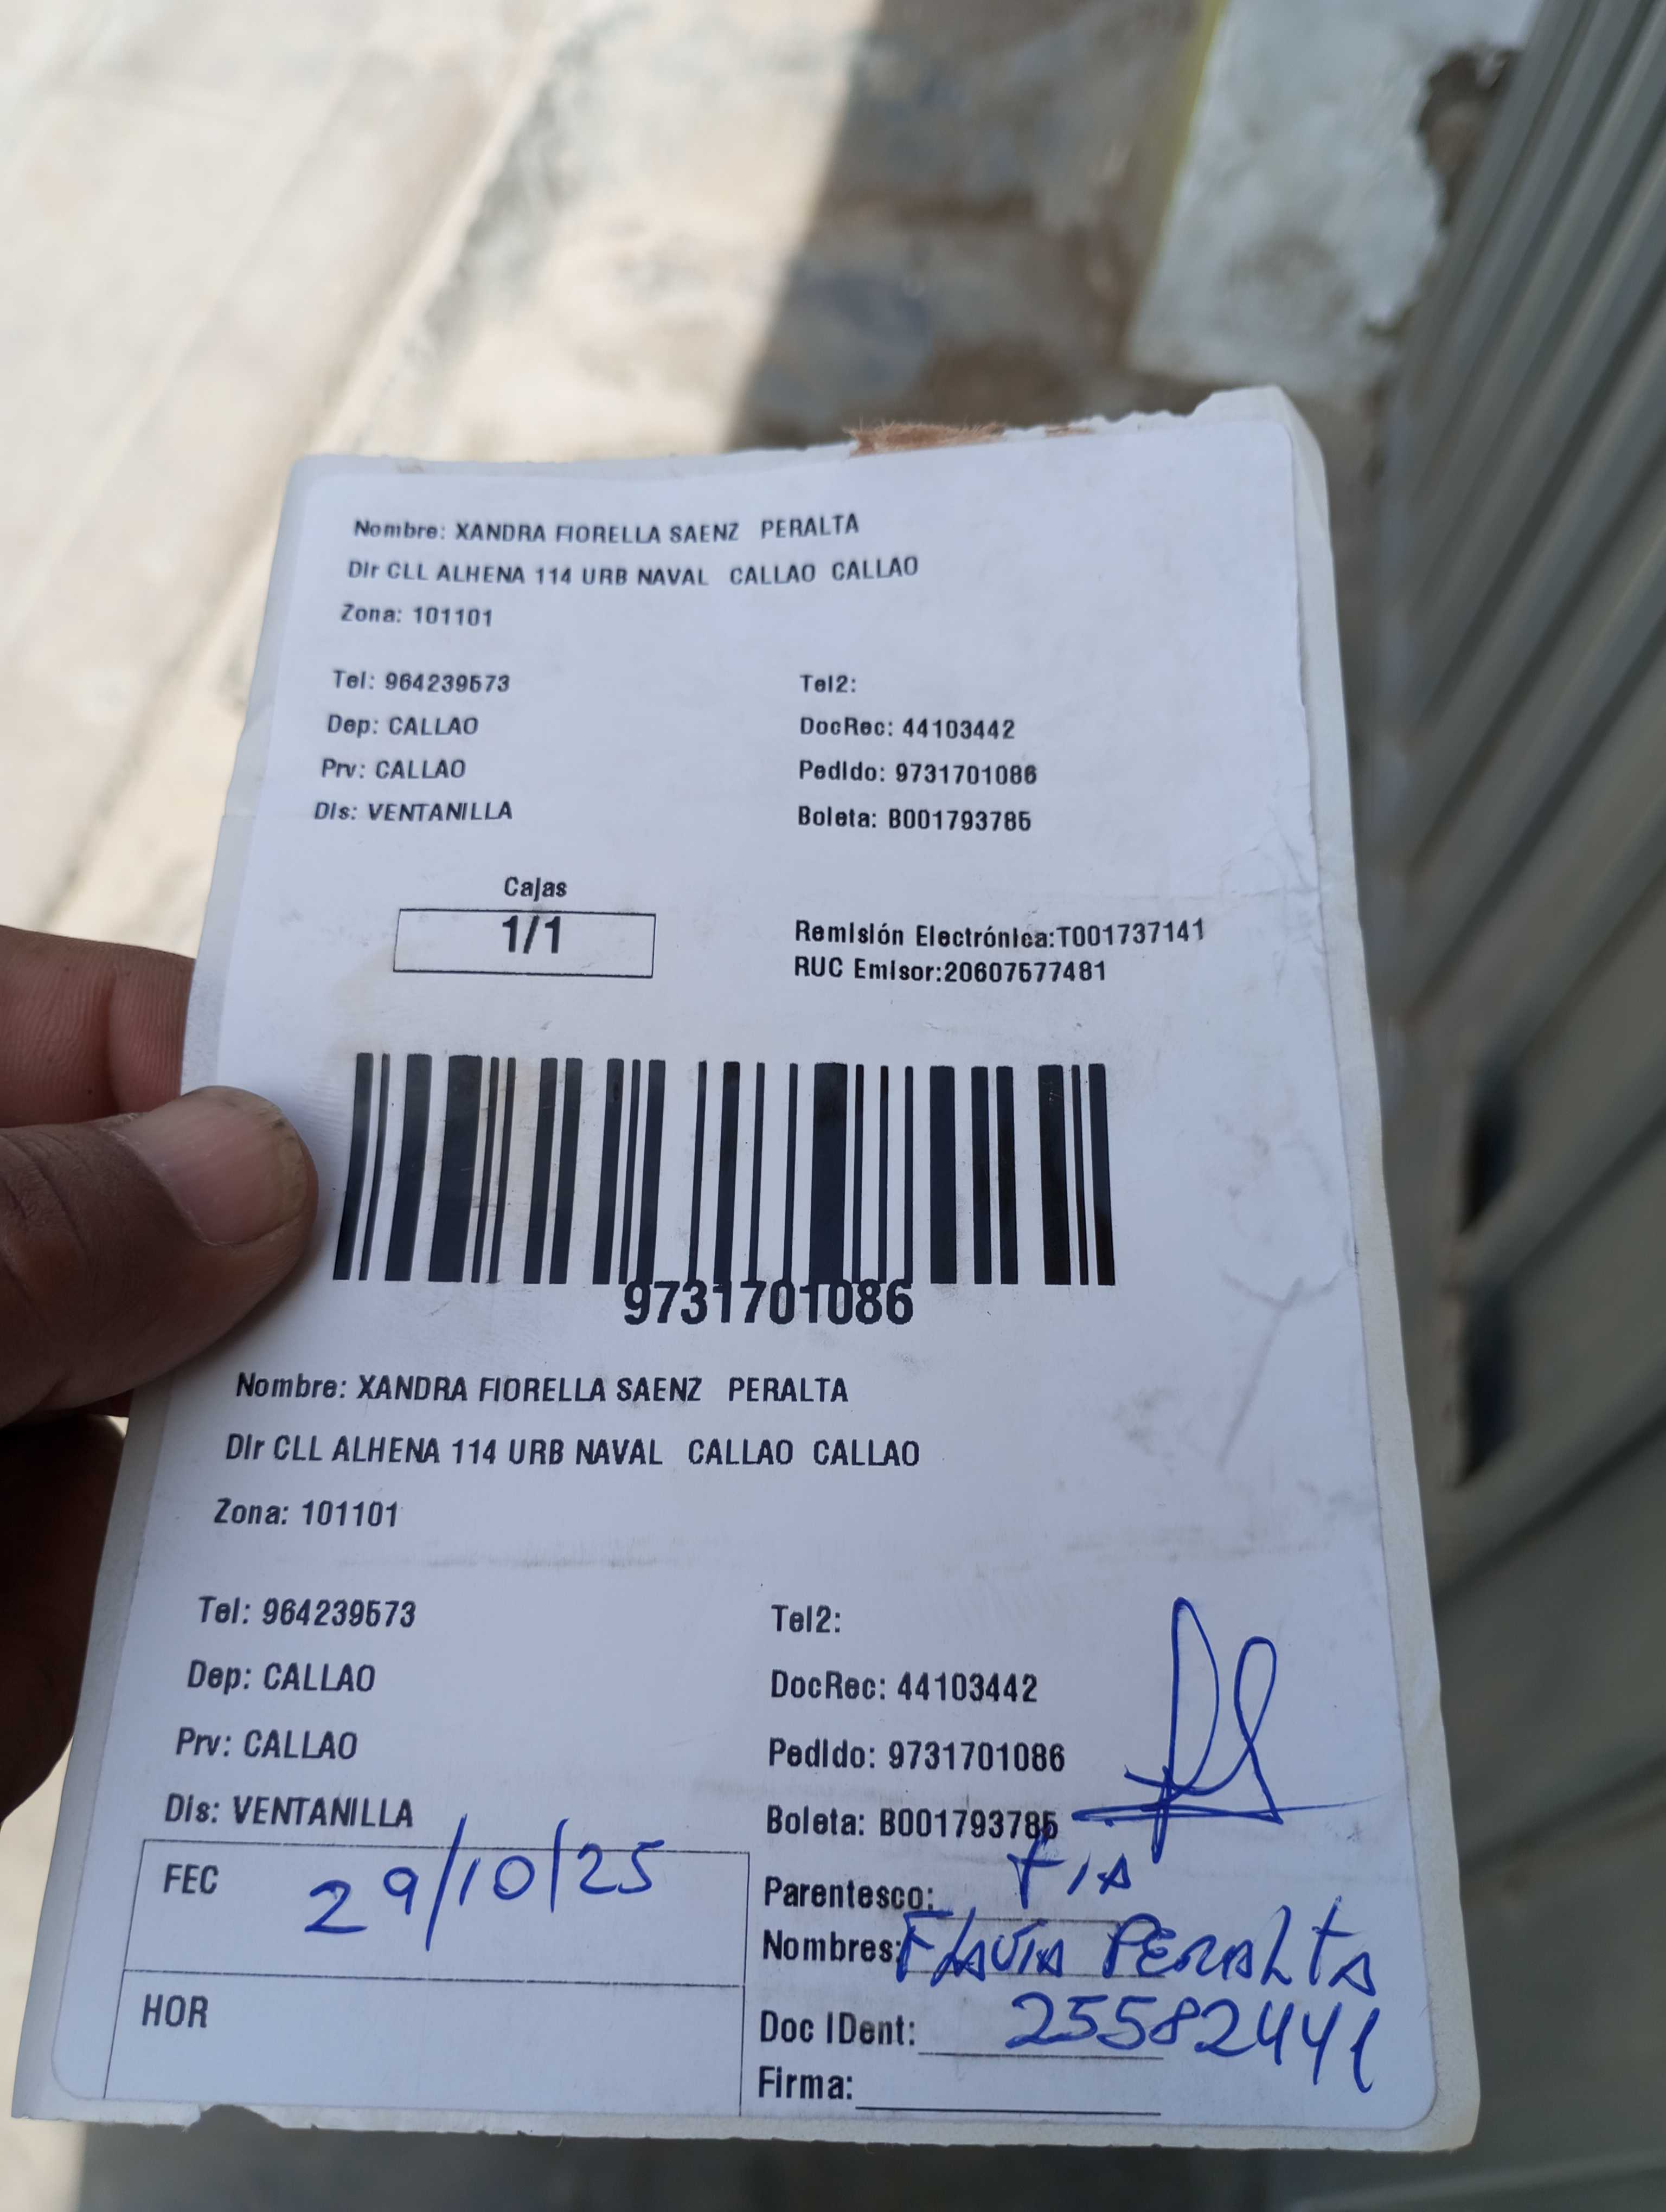 Nombre: XANDRA FIORELLA SAENZ PERALTA
Dir CLL ALHENA 114 URB NAVAL CALLAO CALLAO
Zona: 101101
Tel: 964239573 Tel2:
Dep: CALLAO DocRec: 44103442
Prv: CALLAO Pedido: 9731701086
Dis: VENTANILLA Boleta: B001793785
Cajas
1/1
Remisión Electrónica:T001737141
RUC Emisor:20607577481
9731701086
Nombre: XANDRA FIORELLA SAENZ PERALTA
Dir CLL ALHENA 114 URB NAVAL CALLAO CALLAO
Zona: 101101
Tel: 964239573 Tel2:
Dep: CALLAO DocRec: 44103442
Prv: CALLAO Pedido: 9731701086
Dis: VENTANILLA Boleta: B001793785
FEC 29/10/25
HOR
Parentesco: TIA
Nombres: FLAVIA PERALTA
Doc IDent: 25582441
Firma: